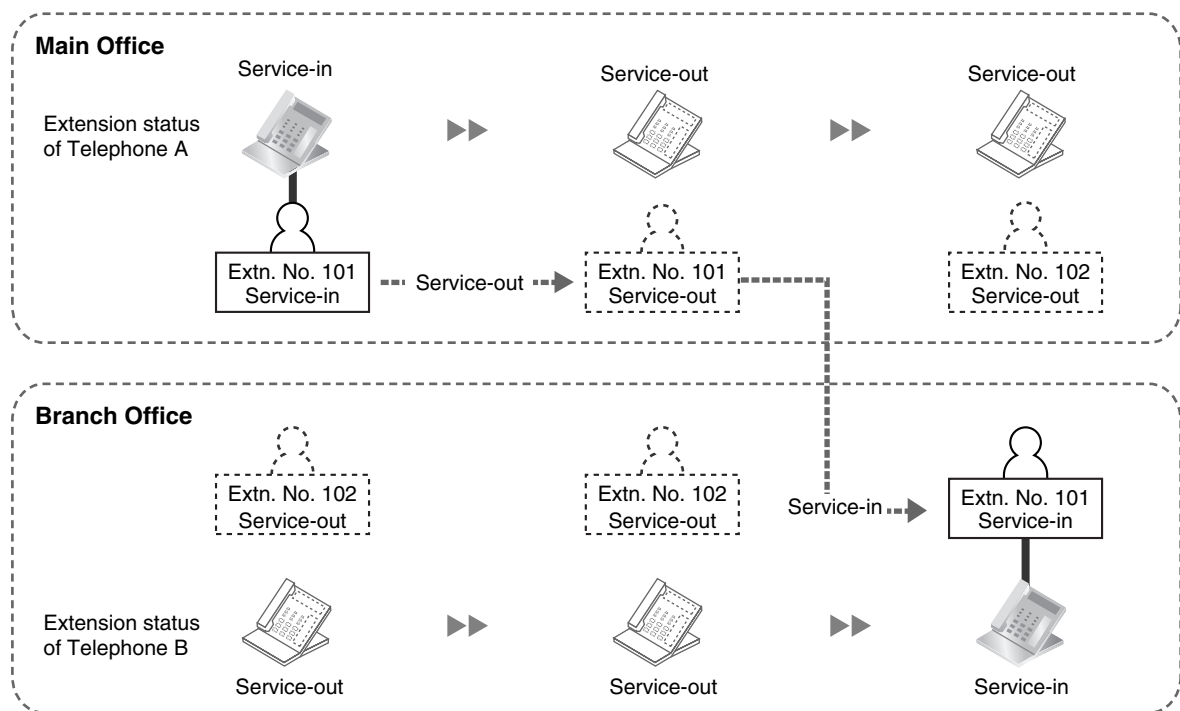 Main Office
Service-in
Service-out
Service-out
Extension status
of Telephone A
Extn. No. 101
Service-in
Service-out
Extn. No. 101
Service-out
Extn. No. 102
Service-out
Branch Office
Extn. No. 102
Service-out
Extn. No. 102
Service-out
Service-in
Extn. No. 101
Service-in
Extension status
of Telephone B
Service-out
Service-out
Service-in